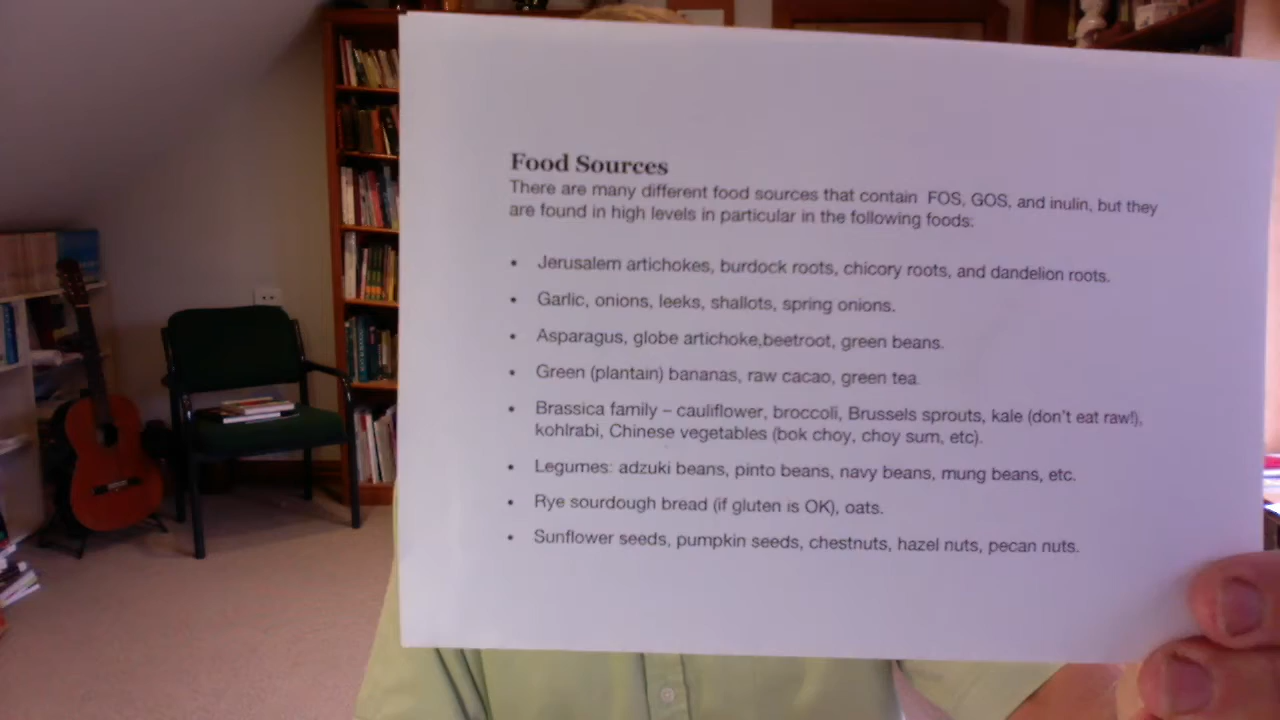 Food Sources
There are many different food sources that contain FOS, GOS, and inulin, but they
are found in high levels in particular in the following foods:
• Jerusalem artichokes, burdock roots, chicory roots, and dandelion roots.
• Garlic, onions, leeks, shallots, spring onions.
• Asparagus, globe artichoke,beetroot, green beans.
• Green (plantain) bananas, raw cacao, green tea.
• Brassica family – cauliflower, broccoli, Brussels sprouts, kale (don't eat raw!),
kohlrabi, Chinese vegetables (bok choy, choy sum, etc).
• Legumes: adzuki beans, pinto beans, navy beans, mung beans, etc.
• Rye sourdough bread (if gluten is OK), oats.
• Sunflower seeds, pumpkin seeds, chestnuts, hazel nuts, pecan nuts.